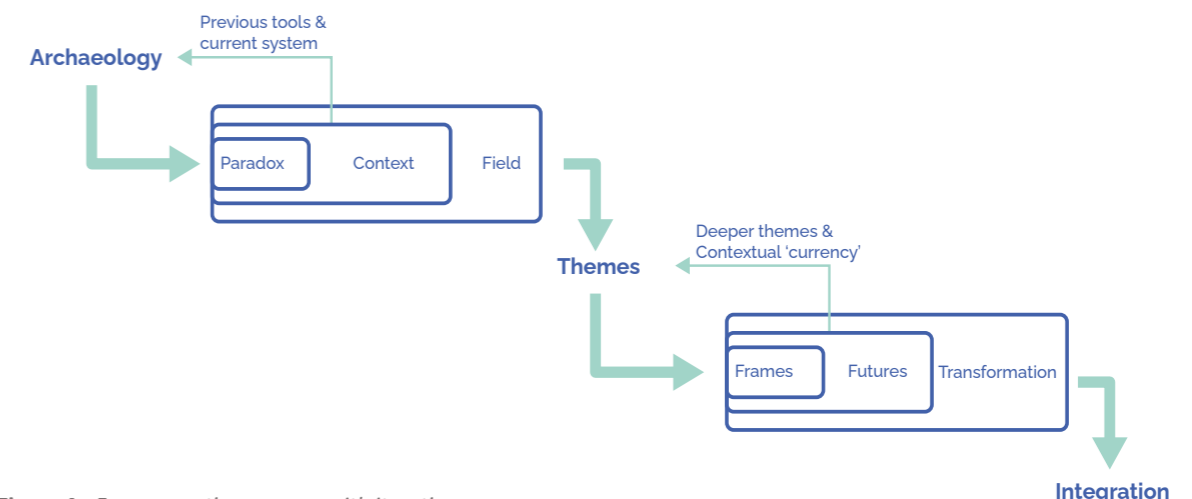 Previous tools &
current system
Archaeology
Paradox
Context
Field
Deeper themes &
Contextual ‘currency’
Themes
Frames
Futures
Transformation
Integration